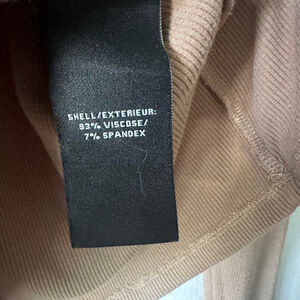 SHELL/EXTERIEUR:
93% VISCOSE/
7% SPANDEX